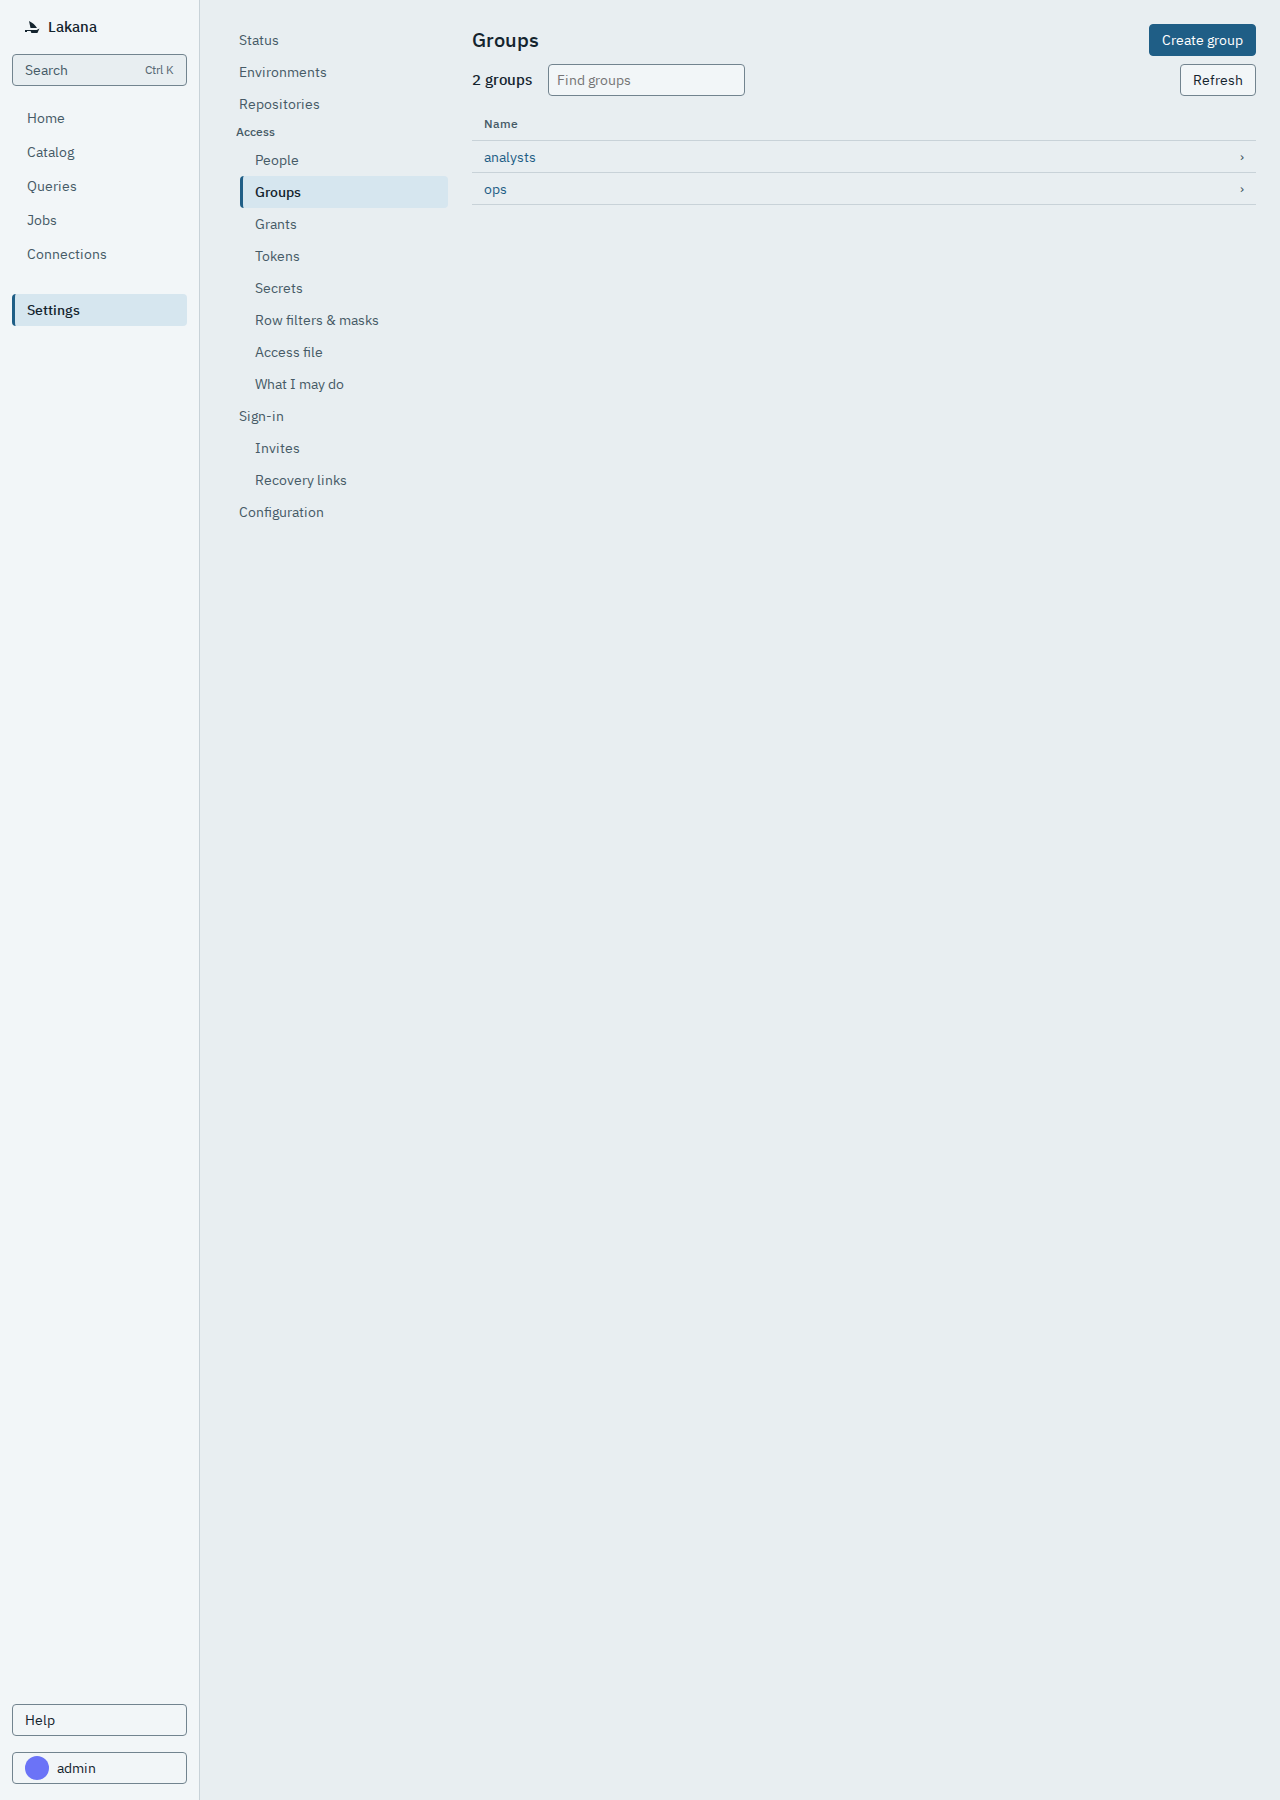 Lakana
Search Ctrl K
Home
Catalog
Queries
Jobs
Connections
Settings
Help
admin
Status
Environments
Repositories
Access
People
Groups
Grants
Tokens
Secrets
Row filters & masks
Access file
What I may do
Sign-in
Invites
Recovery links
Configuration
Groups
Create group
2 groups
Find groups
Refresh
Name
analysts ›
ops ›